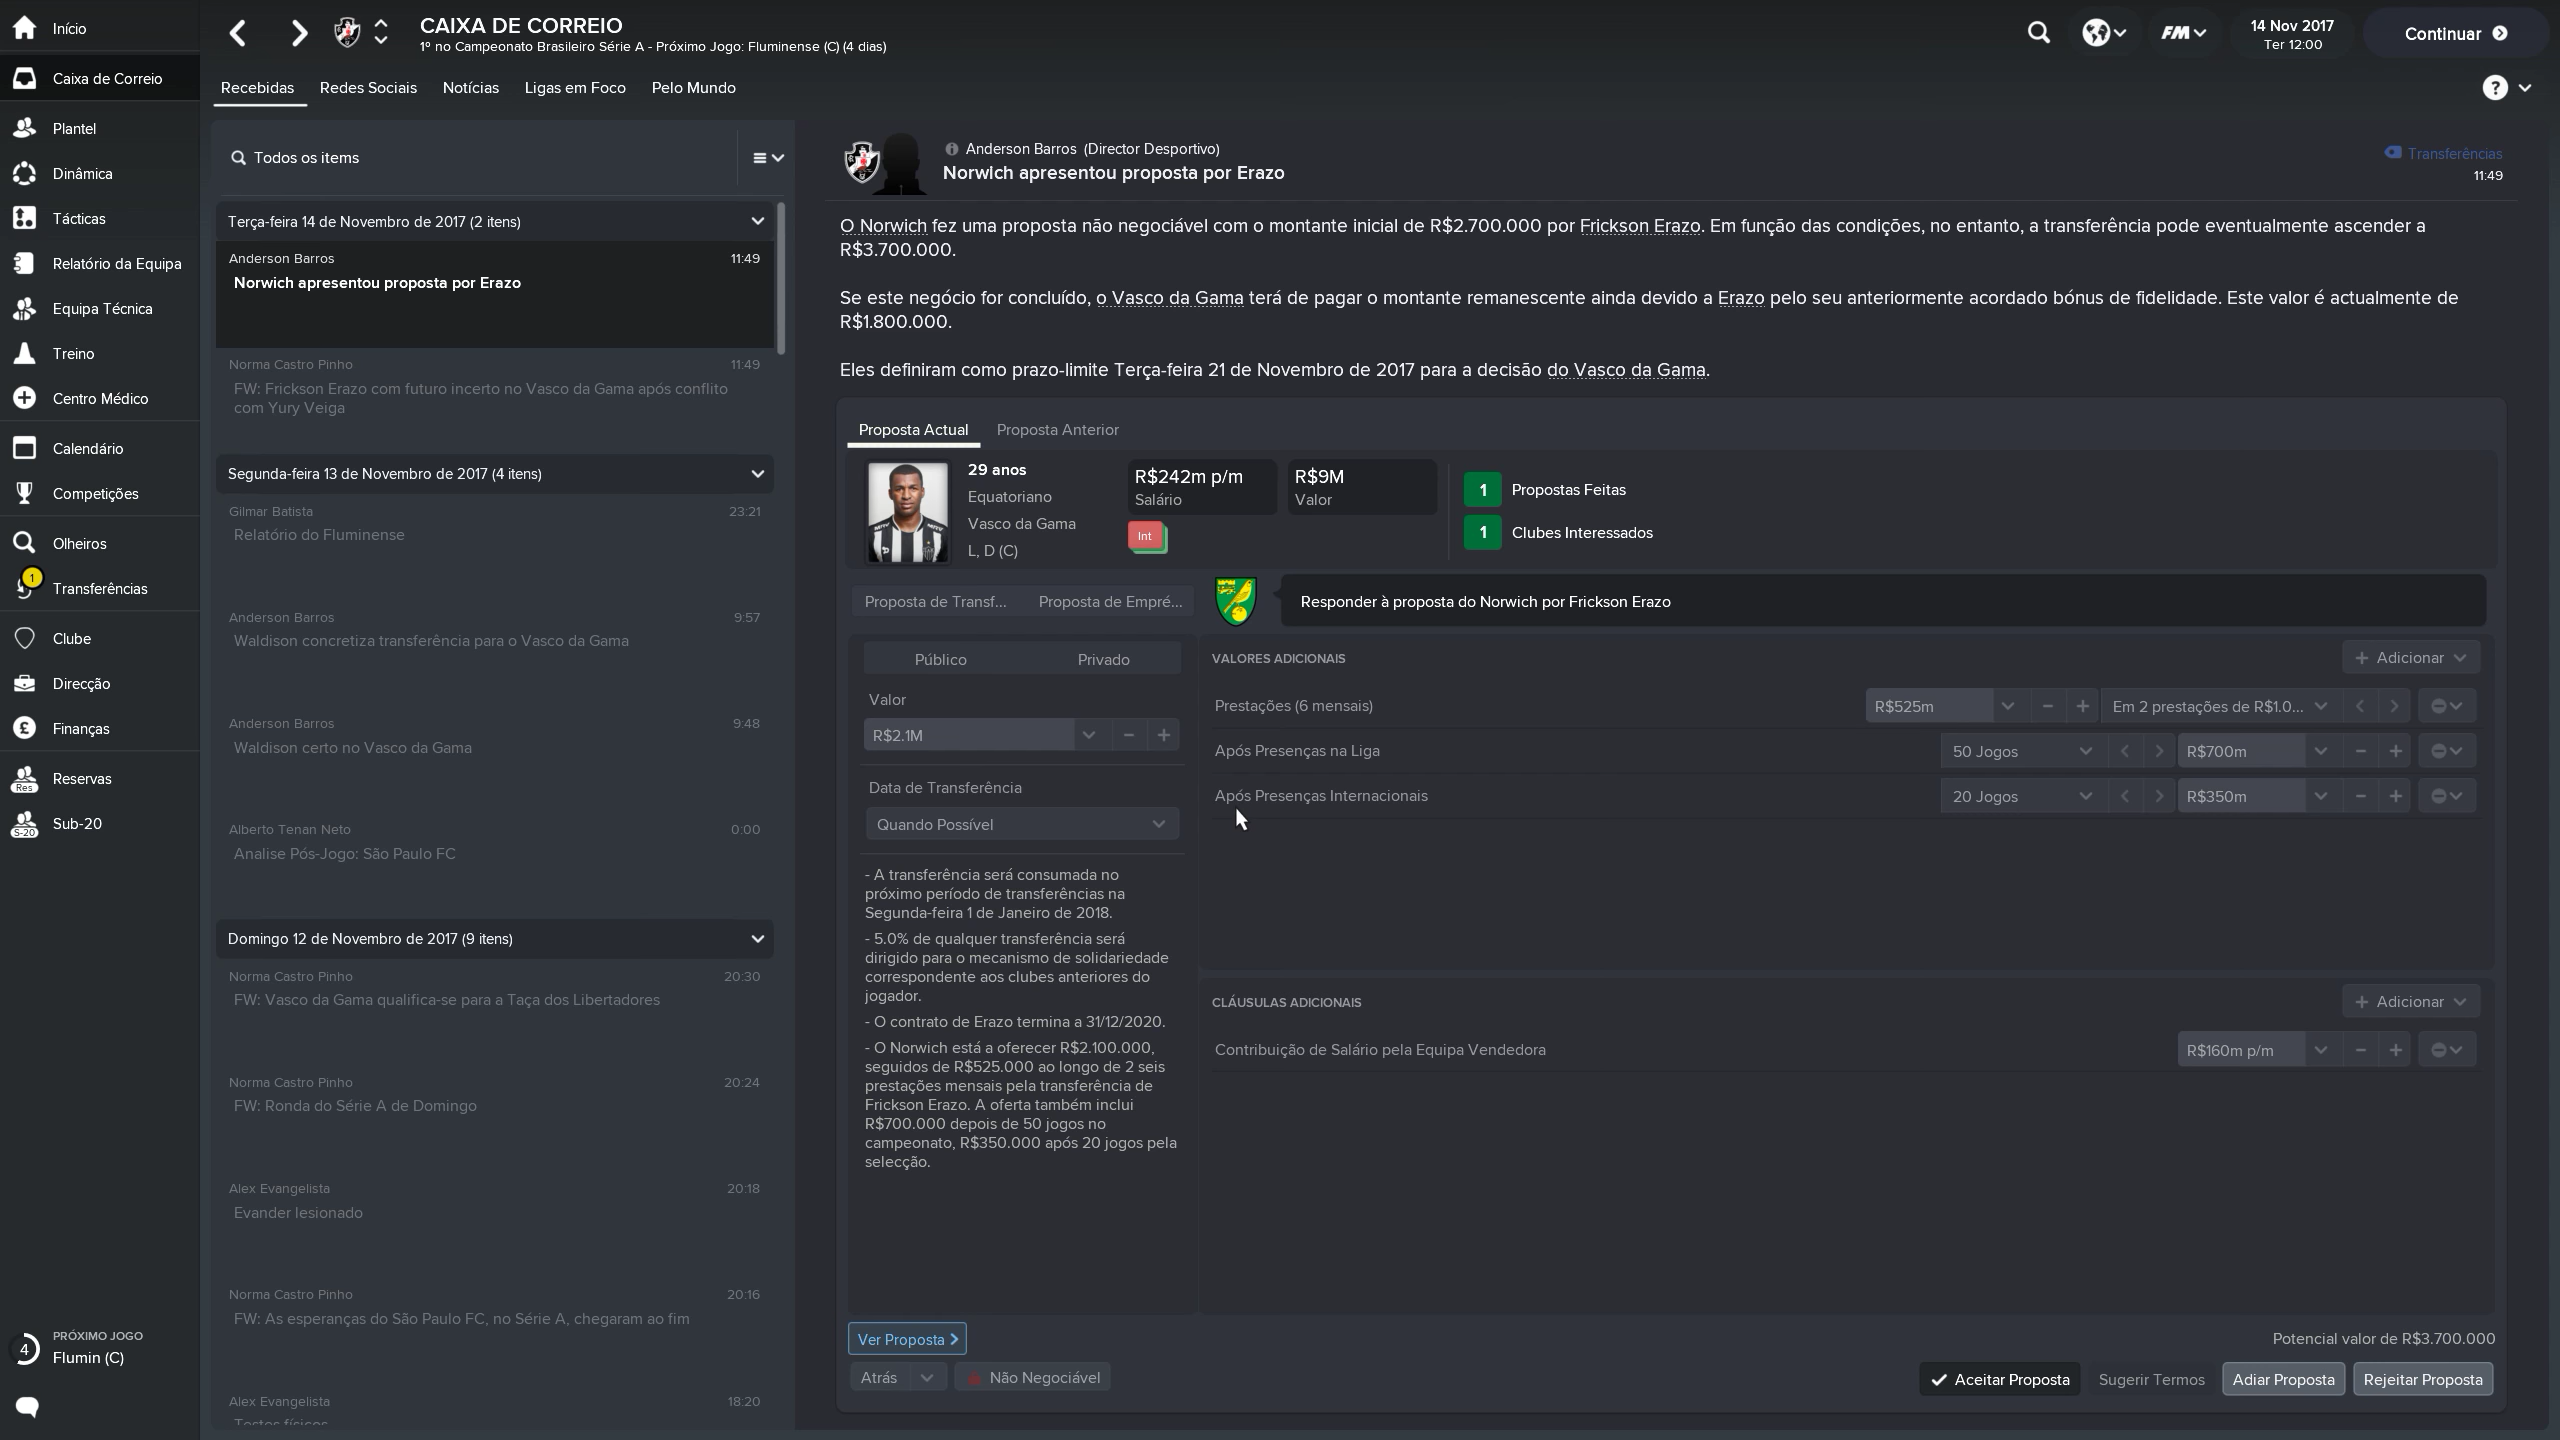 Início
Caixa de Correio
Plantel
Dinâmica
Tácticas
Relatório da Equipa
Equipa Técnica
Treino
Centro Médico
Calendário
Competições
Olheiros
1
Transferências
Clube
Direcção
Finanças
Res
Reservas
S-20
Sub-20
4
PRÓXIMO JOGO
Flumin (C)
CAIXA DE CORREIO
1º no Campeonato Brasileiro Série A - Próximo Jogo: Fluminense (C) (4 dias)
FM
14 Nov 2017
Ter 12:00
Continuar
Recebidas
Redes Sociais
Notícias
Ligas em Foco
Pelo Mundo
?
Todos os items
Terça-feira 14 de Novembro de 2017 (2 itens)
Anderson Barros 11:49
Norwich apresentou proposta por Erazo
Norma Castro Pinho 11:49
FW: Frickson Erazo com futuro incerto no Vasco da Gama após conflito
com Yury Veiga
Segunda-feira 13 de Novembro de 2017 (4 itens)
Gilmar Batista 23:21
Relatório do Fluminense
Anderson Barros 9:57
Waldison concretiza transferência para o Vasco da Gama
Anderson Barros 9:48
Waldison certo no Vasco da Gama
Alberto Tenan Neto 0:00
Analise Pós-Jogo: São Paulo FC
Domingo 12 de Novembro de 2017 (9 itens)
Norma Castro Pinho 20:30
FW: Vasco da Gama qualifica-se para a Taça dos Libertadores
Norma Castro Pinho 20:24
FW: Ronda do Série A de Domingo
Alex Evangelista 20:18
Evander lesionado
Norma Castro Pinho 20:16
FW: As esperanças do São Paulo FC, no Série A, chegaram ao fim
Alex Evangelista 18:20
Testes físicos
Anderson Barros (Director Desportivo)
Norwich apresentou proposta por Erazo
Transferências
11:49
O Norwich fez uma proposta não negociável com o montante inicial de R$2.700.000 por Frickson Erazo. Em função das condições, no entanto, a transferência pode eventualmente ascender a
R$3.700.000.
Se este negócio for concluído, o Vasco da Gama terá de pagar o montante remanescente ainda devido a Erazo pelo seu anteriormente acordado bónus de fidelidade. Este valor é actualmente de
R$1.800.000.
Eles definiram como prazo-limite Terça-feira 21 de Novembro de 2017 para a decisão do Vasco da Gama.
Proposta Actual
Proposta Anterior
29 anos
Equatoriano
Vasco da Gama
L, D (C)
R$242m p/m
Salário
R$9M
Valor
Int
1 Propostas Feitas
1 Clubes Interessados
Proposta de Transf...
Proposta de Empré...
Responder à proposta do Norwich por Frickson Erazo
Público
Privado
Valor
R$2.1M
Data de Transferência
Quando Possível
- A transferência será consumada no
próximo período de transferências na
Segunda-feira 1 de Janeiro de 2018.
- 5.0% de qualquer transferência será
dirigido para o mecanismo de solidariedade
correspondente aos clubes anteriores do
jogador.
- O contrato de Erazo termina a 31/12/2020.
- O Norwich está a oferecer R$2.100.000,
seguidos de R$525.000 ao longo de 2 seis
prestações mensais pela transferência de
Frickson Erazo. A oferta também inclui
R$700.000 depois de 50 jogos no
campeonato, R$350.000 após 20 jogos pela
selecção.
VALORES ADICIONAIS
Adicionar
Prestações (6 mensais) R$525m Em 2 prestações de R$1.0...
Após Presenças na Liga 50 Jogos R$700m
Após Presenças Internacionais 20 Jogos R$350m
CLÁUSULAS ADICIONAIS
Adicionar
Contribuição de Salário pela Equipa Vendedora R$160m p/m
Ver Proposta
Potencial valor de R$3.700.000
Atrás
Não Negociável
Aceitar Proposta
Sugerir Termos
Adiar Proposta
Rejeitar Proposta